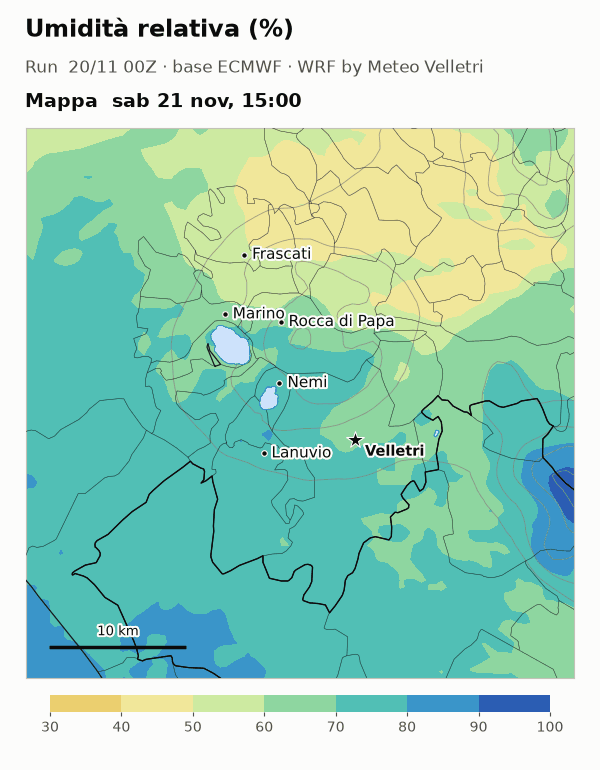 Umidità relativa (%)
Run  20/11 00Z · base ECMWF · WRF by Meteo Velletri
Mappa  sab 21 nov, 15:00
Frascati
Marino
Rocca di Papa
Nemi
Velletri
Lanuvio
10 km
30 40 50 60 70 80 90 100